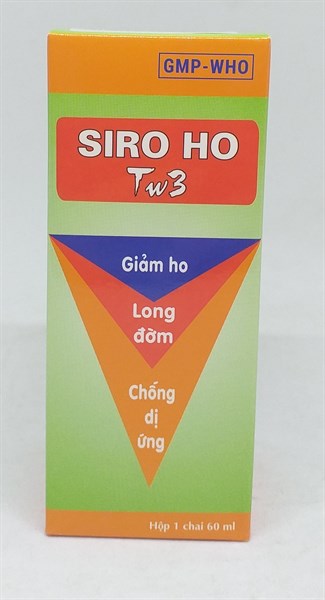 GMP-WHO
SIRO HO
Tw3
Giảm ho
Long
đờm
Chống
dị
ứng
Hộp 1 chai 60 ml